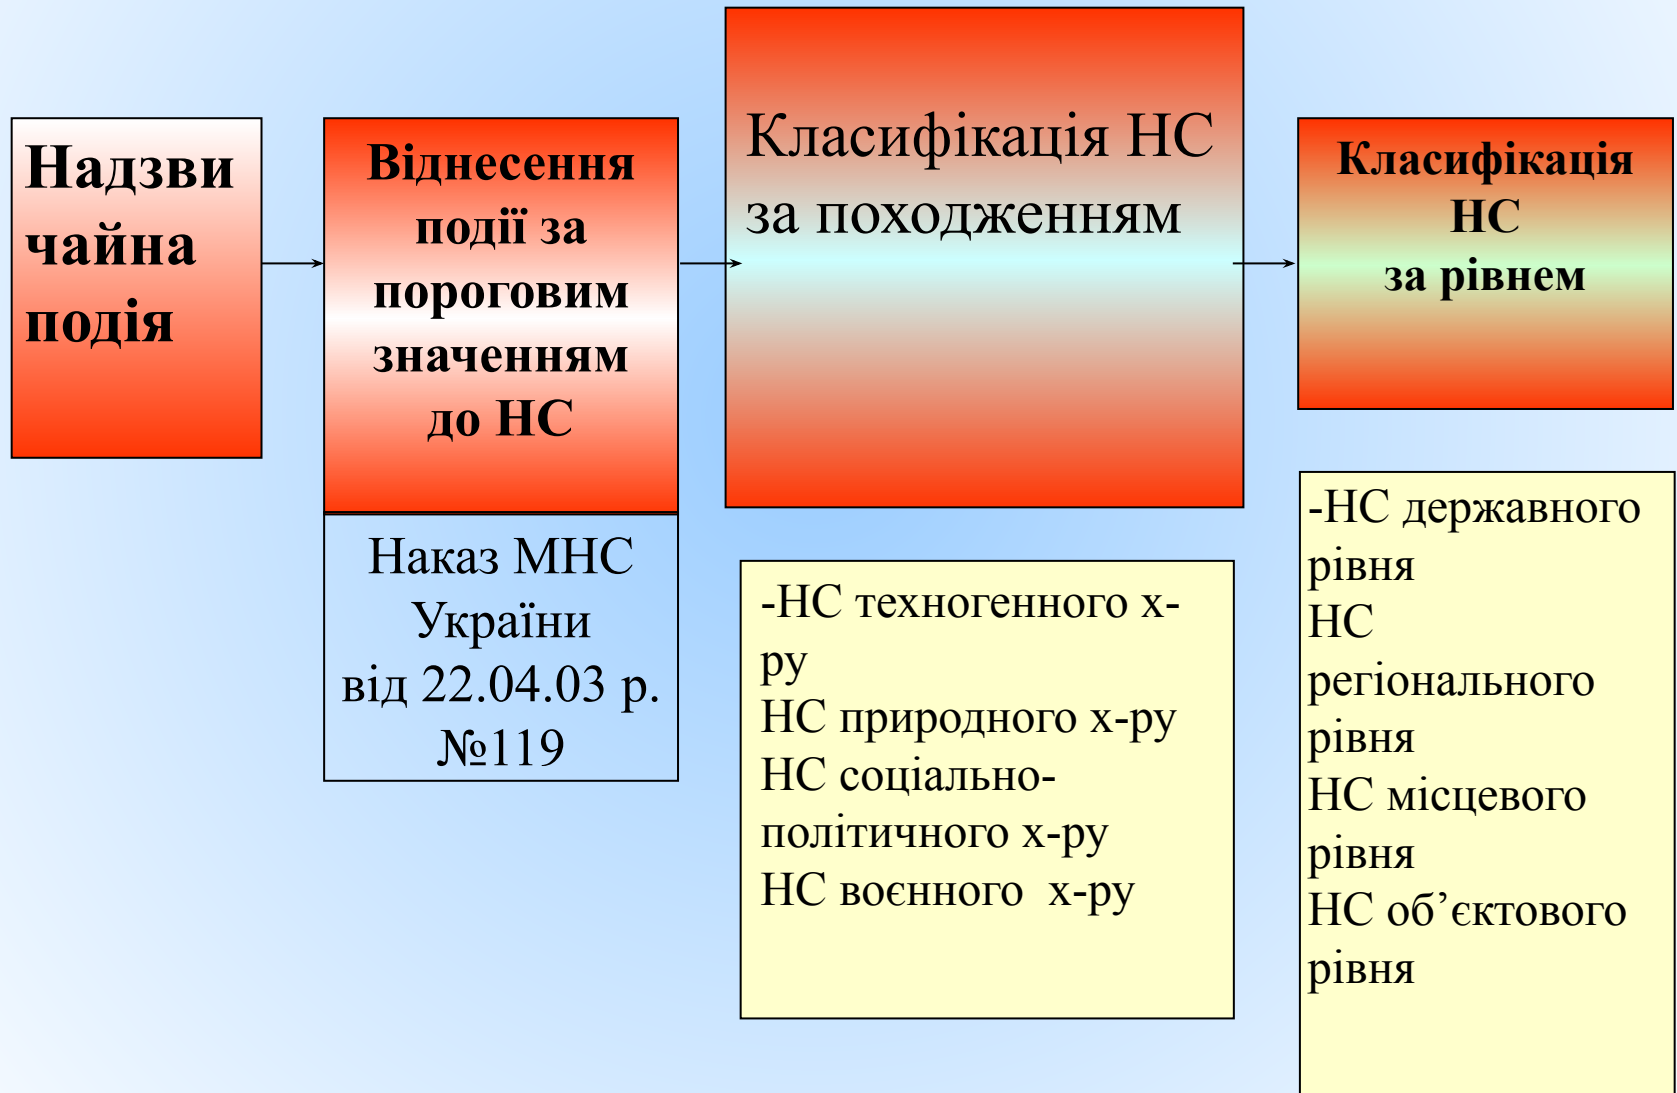 Надзви
чайна
подія
Віднесення
події за
пороговим
значенням
до НС
Наказ МНС
України
від 22.04.03 р.
№119
Класифікація НС
за походженням
-НС техногенного х-
ру
НС природного х-ру
НС соціально-
політичного х-ру
НС воєнного  х-ру
Класифікація
НС
за рівнем
-НС державного
рівня
НС
регіонального
рівня
НС місцевого
рівня
НС об’єктового
рівня